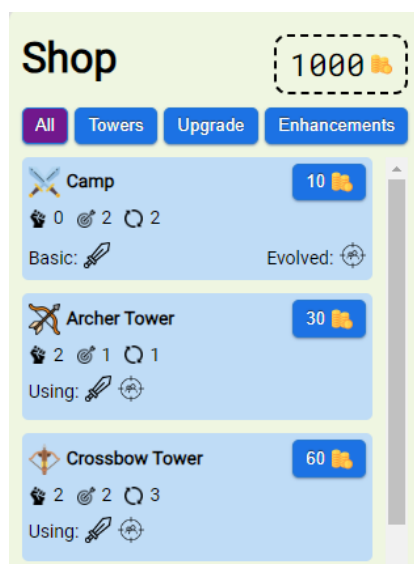 Shop
1000
All Towers Upgrade Enhancements
Camp 10
0 2 2
Basic: Evolved:
Archer Tower 30
2 1 1
Using:
Crossbow Tower 60
2 2 3
Using: